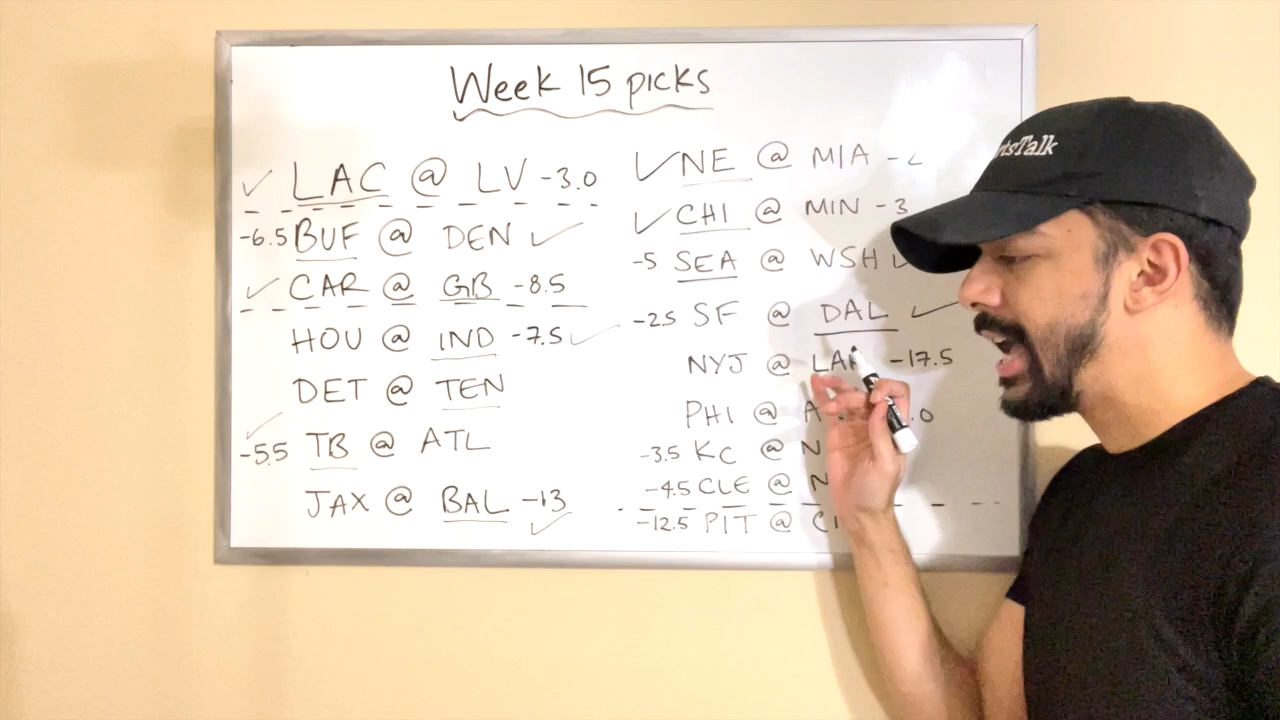 Week 15 picks
✓ LAC @ LV -3.0
-6.5 BUF @ DEN ✓
✓ CAR @ GB -8.5
HOU @ IND -7.5 ✓
DET @ TEN
✓ -5.5 TB @ ATL
JAX @ BAL -13 ✓
✓ NE @ MIA
✓ CHI @ MIN -3
-5 SEA @ WSH ✓
-2.5 SF @ DAL ✓
NYJ @ -17.5
PHI @
-3.5 KC @
-4.5 CLE @
-12.5 PIT @